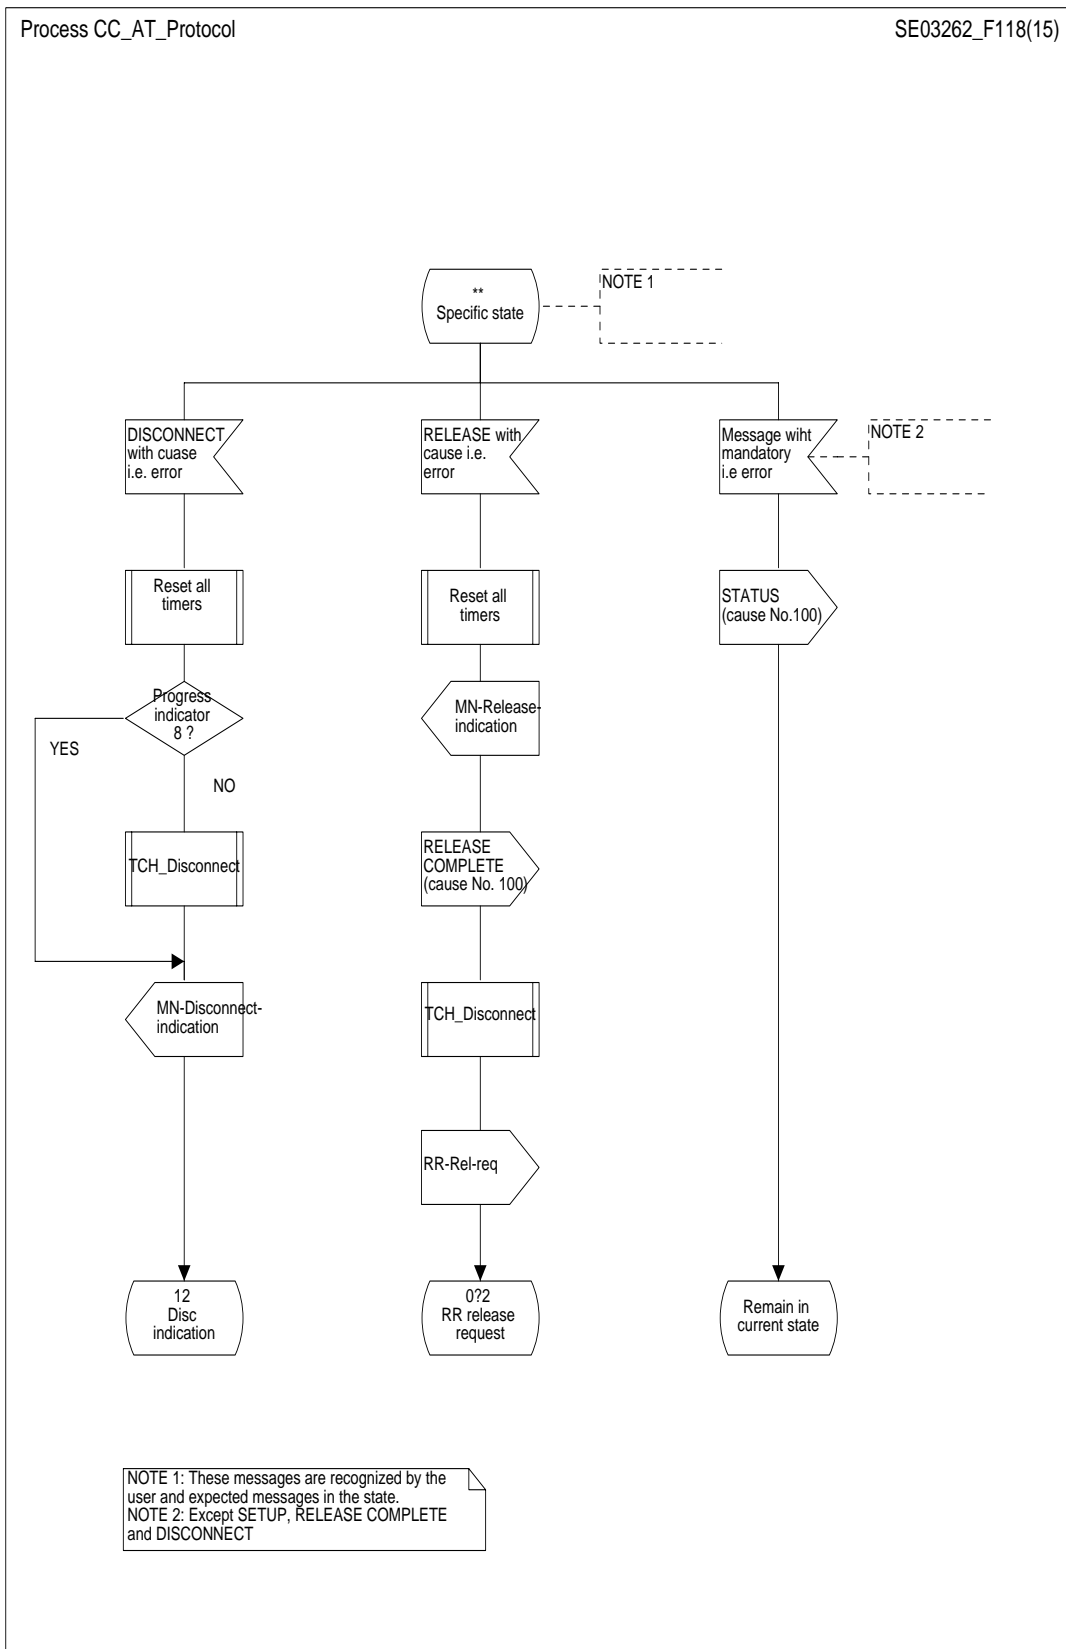 Process CC_AT_Protocol
SE03262_F118(15)
**
Specific state
NOTE 1
DISCONNECT
with cuase
i.e. error
RELEASE with
cause i.e.
error
Message wiht
mandatory
i.e error
NOTE 2
Reset all
timers
Reset all
timers
STATUS
(cause No.100)
Progress
indicator
8 ?
YES
NO
MN-Release-
indication
TCH_Disconnect
RELEASE
COMPLETE
(cause No. 100)
MN-Disconnect-
indication
TCH_Disconnect
RR-Rel-req
12
Disc
indication
0?2
RR release
request
Remain in
current state
NOTE 1: These messages are recognized by the
user and expected messages in the state.
NOTE 2: Except SETUP, RELEASE COMPLETE
and DISCONNECT